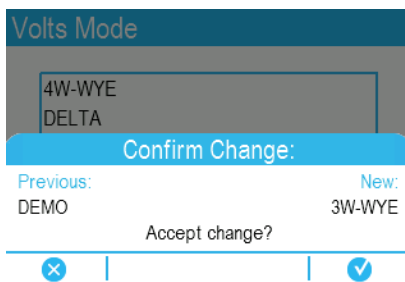 Volts Mode
4W-WYE
DELTA
Confirm Change:
Previous: New:
DEMO 3W-WYE
Accept change?